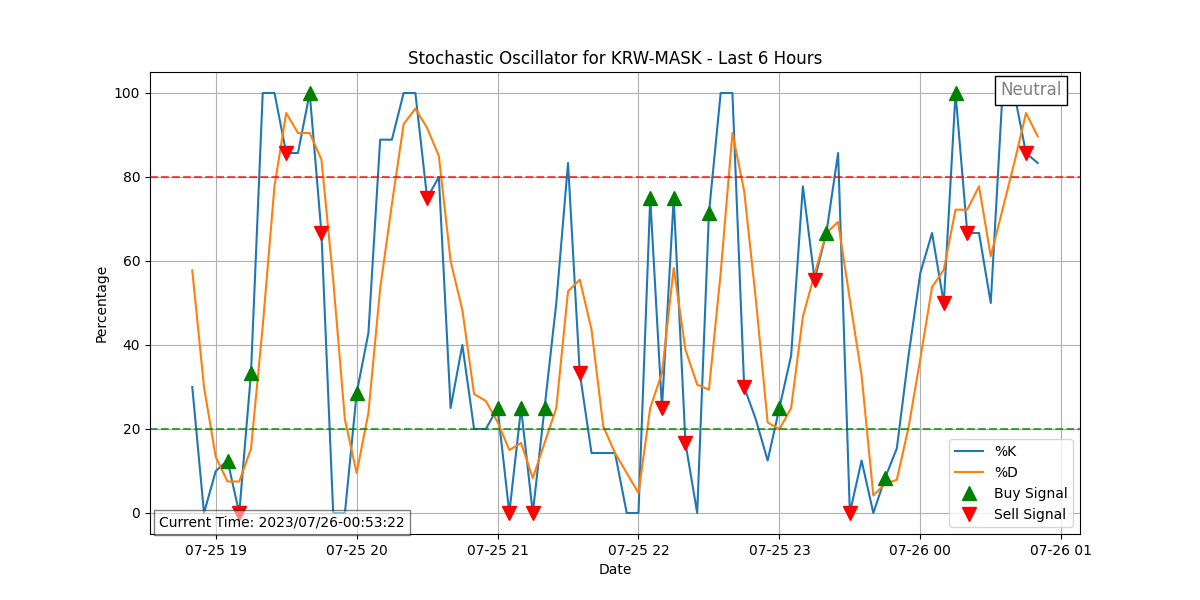 Stochastic Oscillator for KRW-MASK - Last 6 Hours
Neutral
100
80
60
40
20
0
Percentage
%K
%D
Buy Signal
Sell Signal
Current Time: 2023/07/26-00:53:22
07-25 19 07-25 20 07-25 21 07-25 22 07-25 23 07-26 00 07-26 01
Date